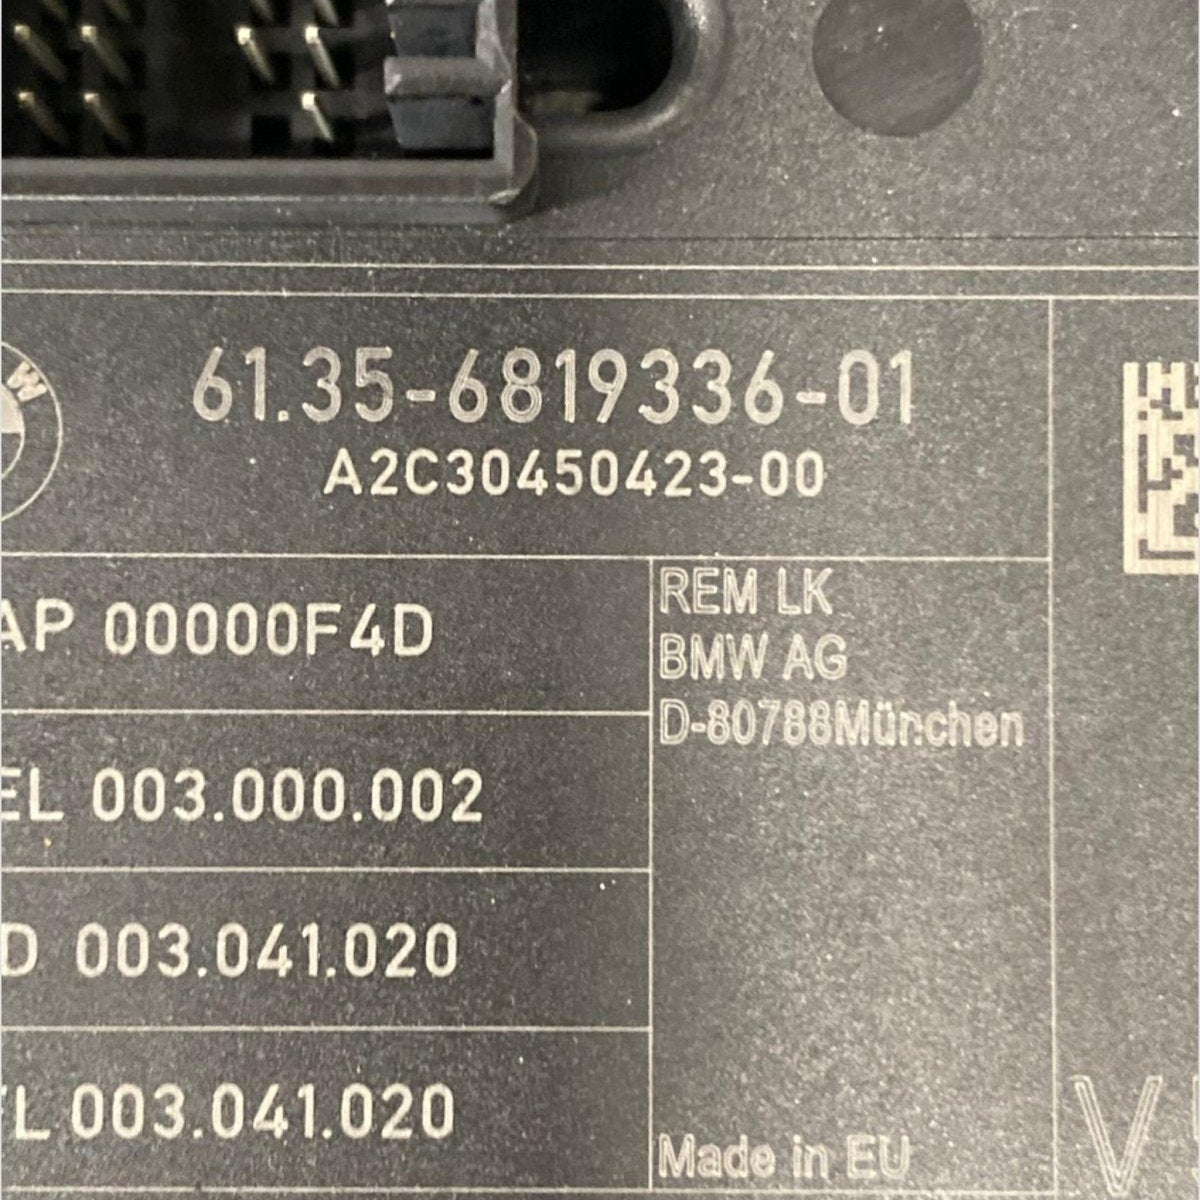 W
61.35-6819336-01
A2C30450423-00
AP 00000F4D
REM LK
BMW AG
D-80788München
EL 003.000.002
D 003.041.020
FL 003.041.020
Made in EU
V